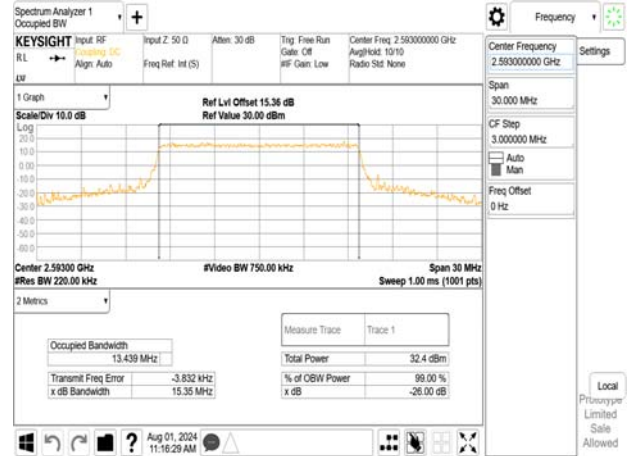 Spectrum Analyzer 1
Occupied BW
Frequency
KEYSIGHT
RL
Input: RF
Coupling: DC
Align: Auto
Input Z: 50 Ω
Freq Ref: Int (S)
Atten: 30 dB
Trig: Free Run
Gate: Off
#IF Gain: Low
Center Freq: 2.593000000 GHz
Avg|Hold: 10/10
Radio Std: None
Center Frequency
2.593000000 GHz
Settings
Span
30.000 MHz
CF Step
3.000000 MHz
Auto
Man
Freq Offset
0 Hz
1 Graph
Scale/Div 10.0 dB
Ref Lvl Offset 15.36 dB
Ref Value 30.00 dBm
Log
20.0
10.0
0.00
-10.0
-20.0
-30.0
-40.0
-50.0
-60.0
Center 2.59300 GHz
#Video BW 750.00 kHz
Span 30 MHz
#Res BW 220.00 kHz
Sweep 1.00 ms (1001 pts)
2 Metrics
Measure Trace
Trace 1
Occupied Bandwidth
13.439 MHz
Total Power
32.4 dBm
Transmit Freq Error
-3.832 kHz
% of OBW Power
99.00 %
x dB Bandwidth
15.35 MHz
x dB
-26.00 dB
Local
Prototype
Limited
Sale
Allowed
Aug 01, 2024
11:16:29 AM